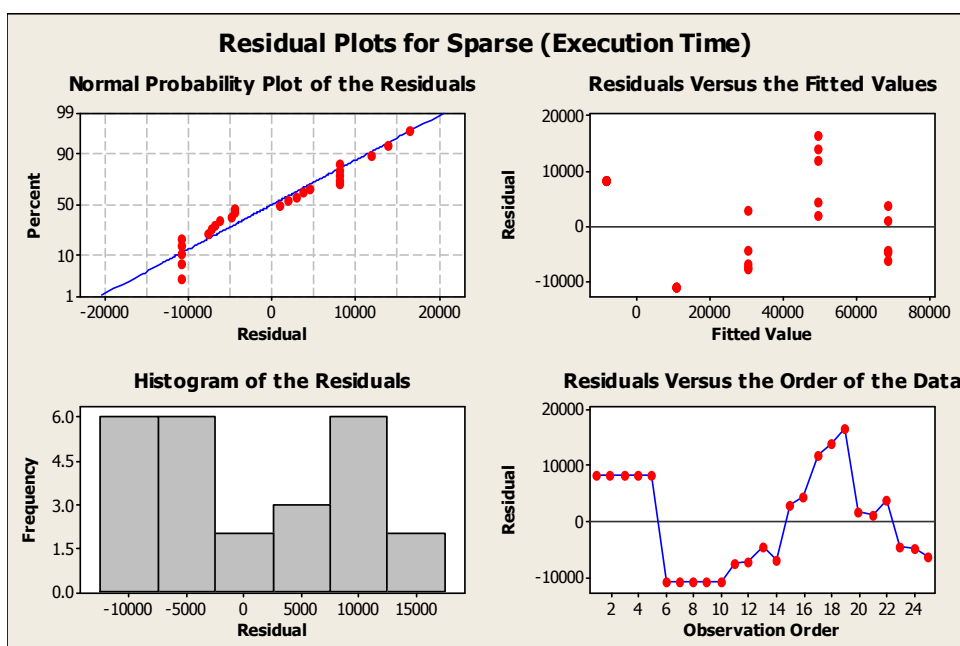 Residual Plots for Sparse (Execution Time)
Normal Probability Plot of the Residuals
99
90
50
10
1
Percent
-20000 -10000 0 10000 20000
Residual
Residuals Versus the Fitted Values
20000
10000
0
-10000
Residual
0 20000 40000 60000 80000
Fitted Value
Histogram of the Residuals
6.0
4.5
3.0
1.5
0.0
Frequency
-10000 -5000 0 5000 10000 15000
Residual
Residuals Versus the Order of the Data
20000
10000
0
-10000
Residual
2 4 6 8 10 12 14 16 18 20 22 24
Observation Order